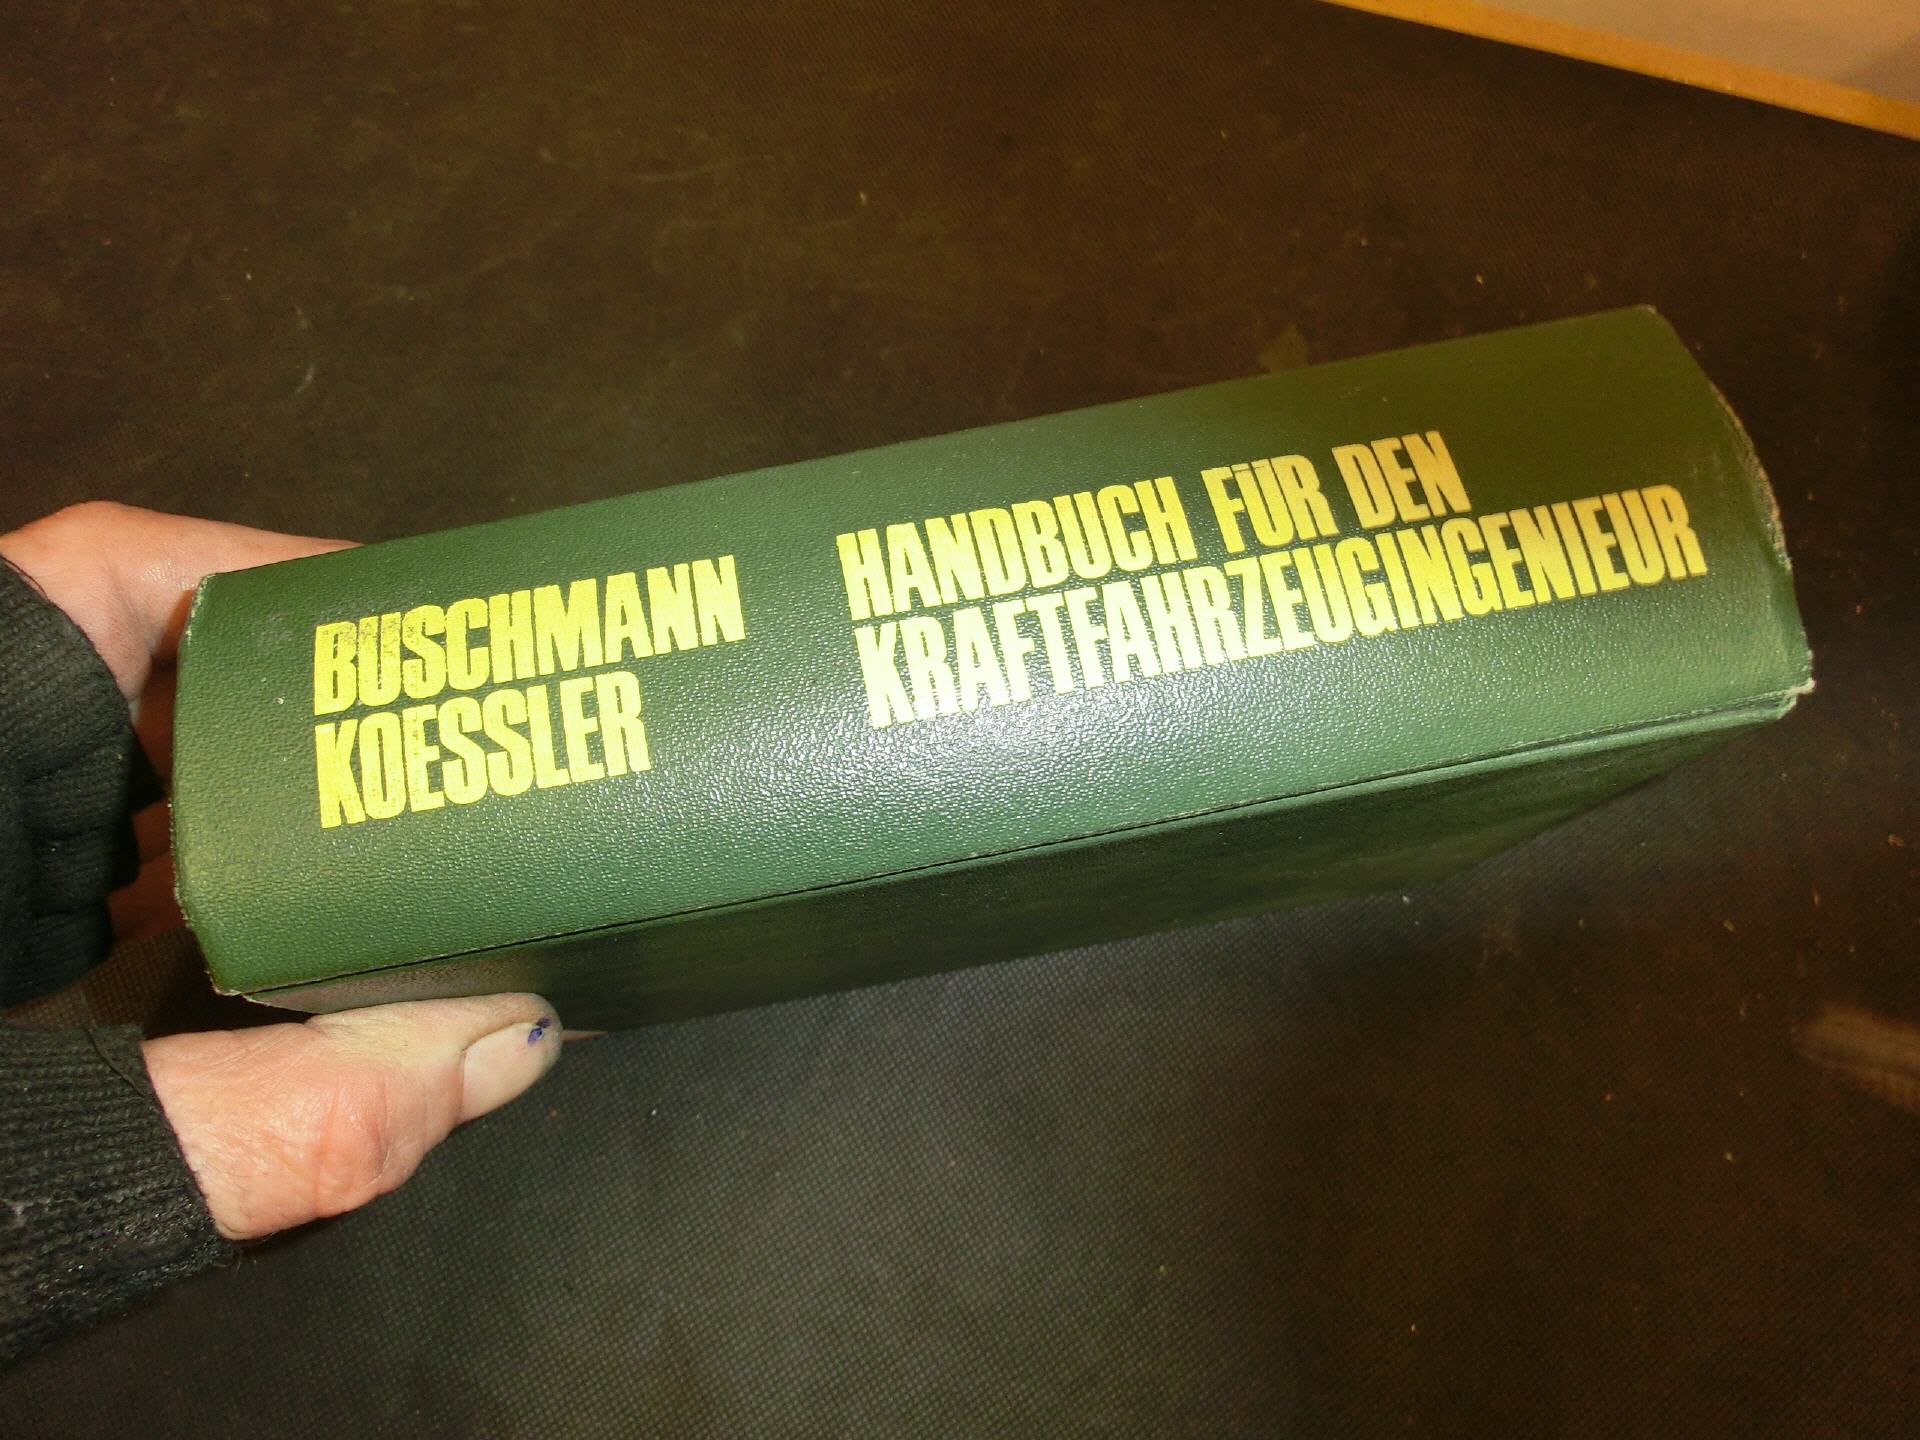 BUSCHMANN
KOESSLER
HANDBUCH FÜR DEN
KRAFTFAHRZEUGINGENIEUR